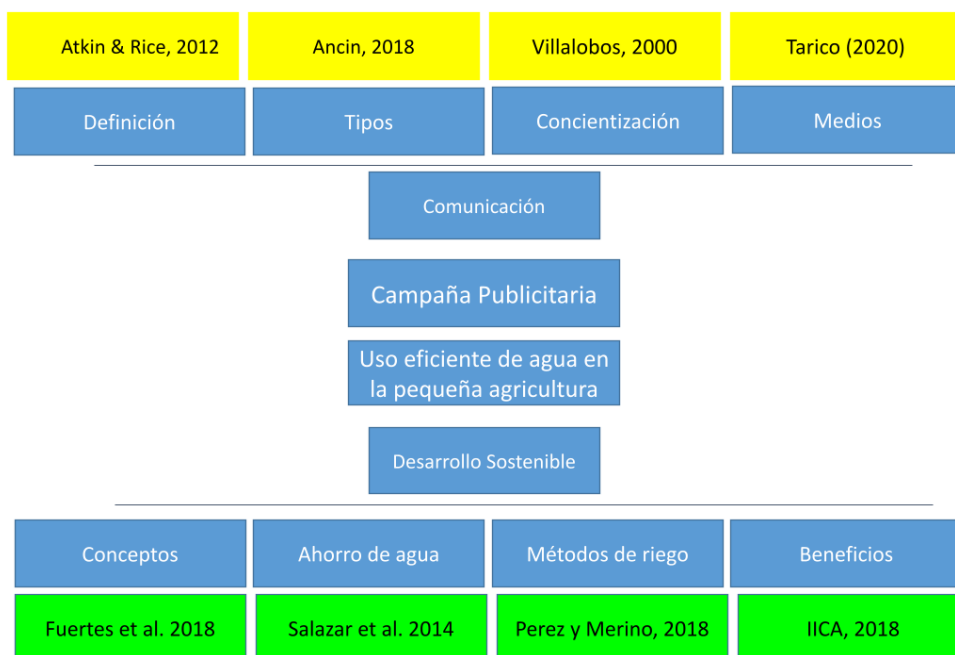 Atkin & Rice, 2012
Ancin, 2018
Villalobos, 2000
Tarico (2020)
Definición
Tipos
Concientización
Medios
Comunicación
Campaña Publicitaria
Uso eficiente de agua en
la pequeña agricultura
Desarrollo Sostenible
Conceptos
Ahorro de agua
Métodos de riego
Beneficios
Fuertes et al. 2018
Salazar et al. 2014
Perez y Merino, 2018
IICA, 2018